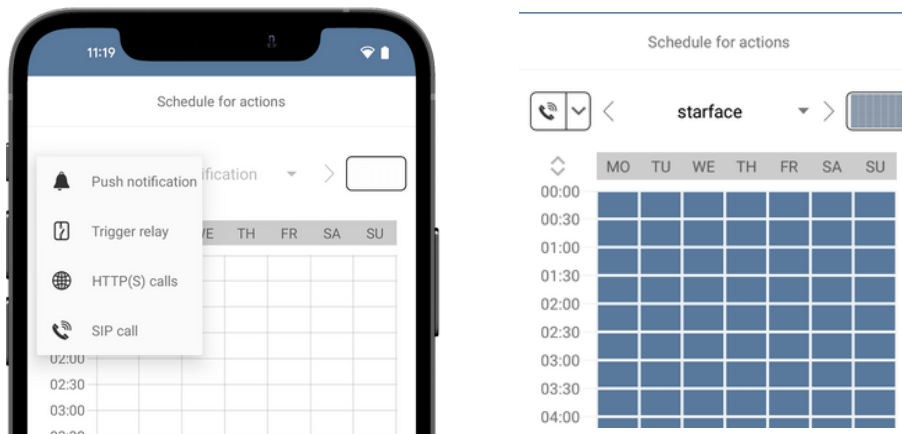 11:19
Schedule for actions
Push notification
ification
Trigger relay
/E TH FR SA SU
HTTP(S) calls
SIP call
02:00
02:30
03:00
Schedule for actions
starface
MO TU WE TH FR SA SU
00:00
00:30
01:00
01:30
02:00
02:30
03:00
03:30
04:00